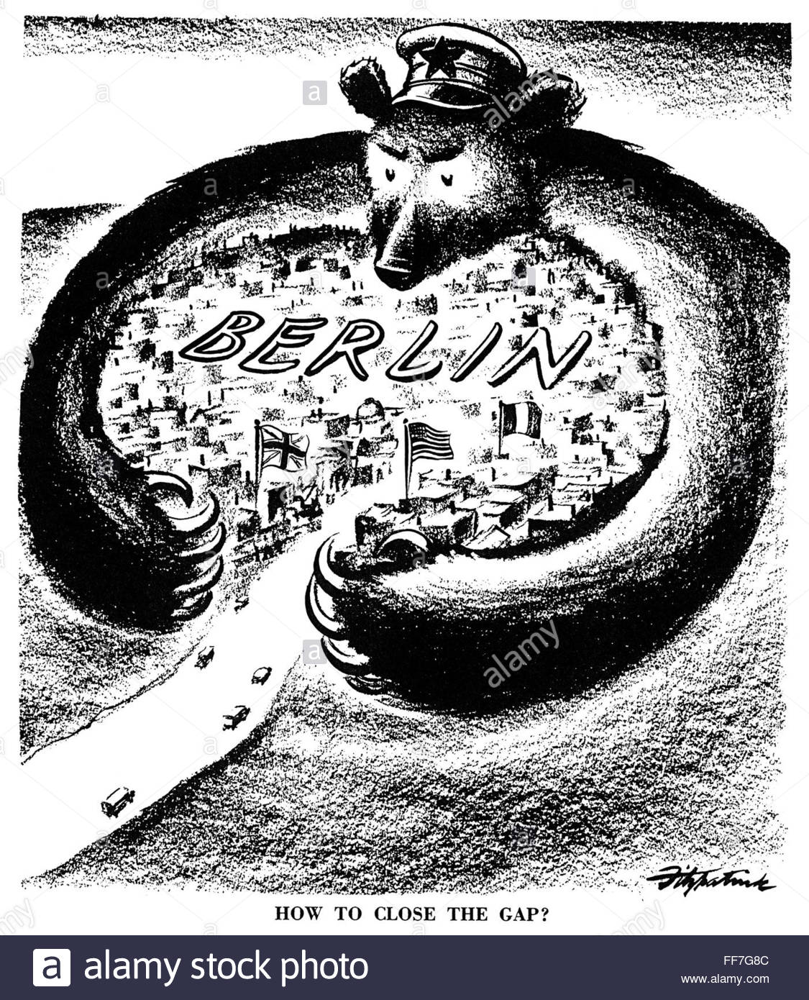 BERLIN
Fitzpatrick
HOW TO CLOSE THE GAP?
a alamy stock photo
FF7G8C
www.alamy.com